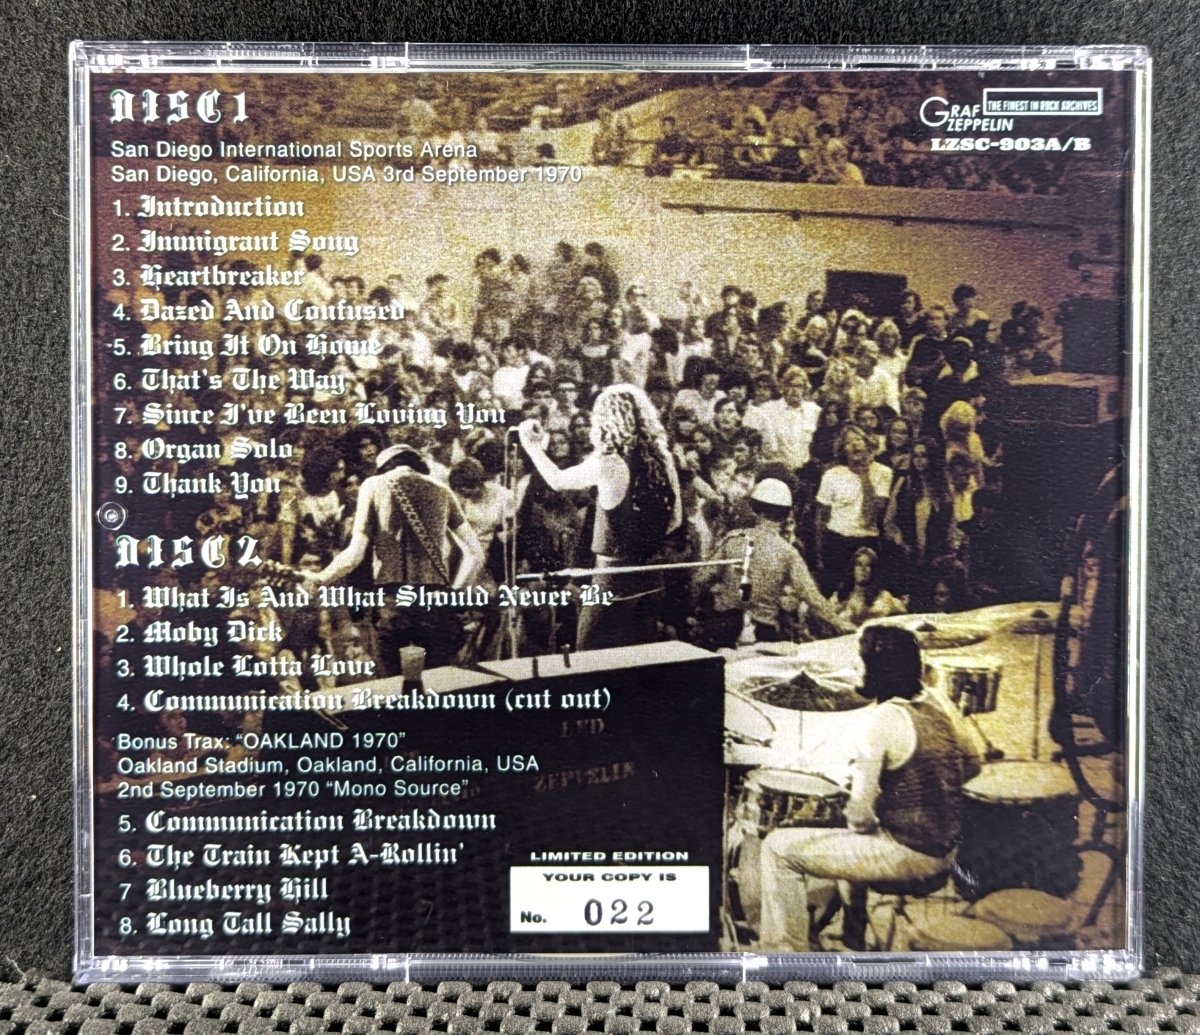 DISC 1
San Diego International Sports Arena
San Diego, California, USA 3rd September 1970
1. Introduction
2. Immigrant Song
3. Heartbreaker
4. Dazed And Confused
5. Bring It On Home
6. That's The Way
7. Since I've Been Loving You
8. Organ Solo
9. Thank You
GRAF ZEPPELIN
THE FINEST IN ROCK ARCHIVES
LZSC-903A/B
DISC 2
1. What Is And What Should Never Be
2. Moby Dick
3. Whole Lotta Love
4. Communication Breakdown (cut out)
Bonus Trax: "OAKLAND 1970"
Oakland Stadium, Oakland, California, USA
2nd September 1970 "Mono Source"
5. Communication Breakdown
6. The Train Kept A-Rollin'
7 Blueberry Hill
8. Long Tall Sally
LED
ZEPPELIN
LIMITED EDITION
YOUR COPY IS
No. 022